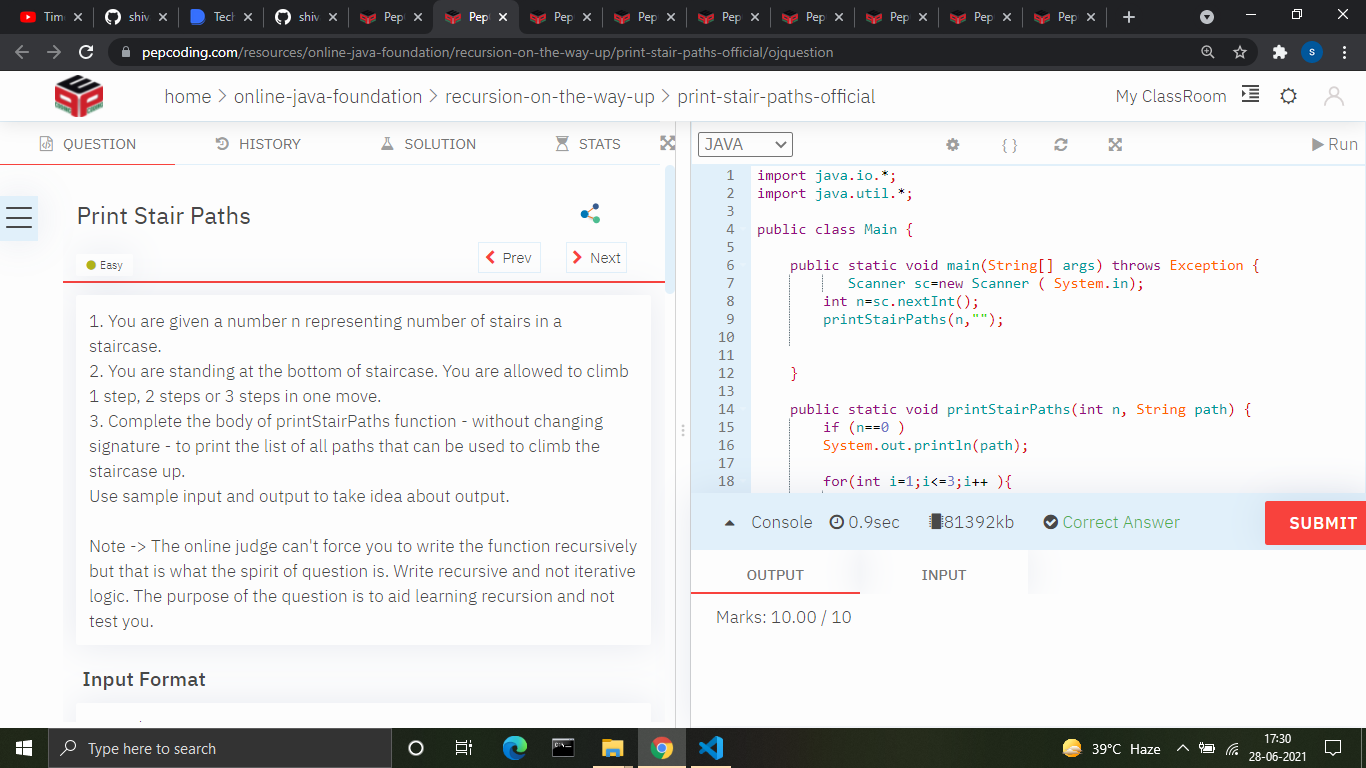 Time
shiv
Tech
shiv
Pep
Pep
Pep
Pep
Pep
Pep
Pep
Pep
Pep
pepcoding.com/resources/online-java-foundation/recursion-on-the-way-up/print-stair-paths-official/ojquestion
S
home > online-java-foundation > recursion-on-the-way-up > print-stair-paths-official
My ClassRoom
QUESTION
HISTORY
SOLUTION
STATS
JAVA
{ }
Run
Print Stair Paths
Easy
Prev
Next
1. You are given a number n representing number of stairs in a
staircase.
2. You are standing at the bottom of staircase. You are allowed to climb
1 step, 2 steps or 3 steps in one move.
3. Complete the body of printStairPaths function - without changing
signature - to print the list of all paths that can be used to climb the
staircase up.
Use sample input and output to take idea about output.
Note -> The online judge can't force you to write the function recursively
but that is what the spirit of question is. Write recursive and not iterative
logic. The purpose of the question is to aid learning recursion and not
test you.
Input Format
1 import java.io.*;
2 import java.util.*;
3
4 public class Main {
5
6 public static void main(String[] args) throws Exception {
7 Scanner sc=new Scanner ( System.in);
8 int n=sc.nextInt();
9 printStairPaths(n,"");
10
11
12 }
13
14 public static void printStairPaths(int n, String path) {
15 if (n==0 )
16 System.out.println(path);
17
18 for(int i=1;i<=3;i++ ){
Console
0.9sec
81392kb
Correct Answer
SUBMIT
OUTPUT
INPUT
Marks: 10.00 / 10
Type here to search
39°C Haze
17:30
28-06-2021